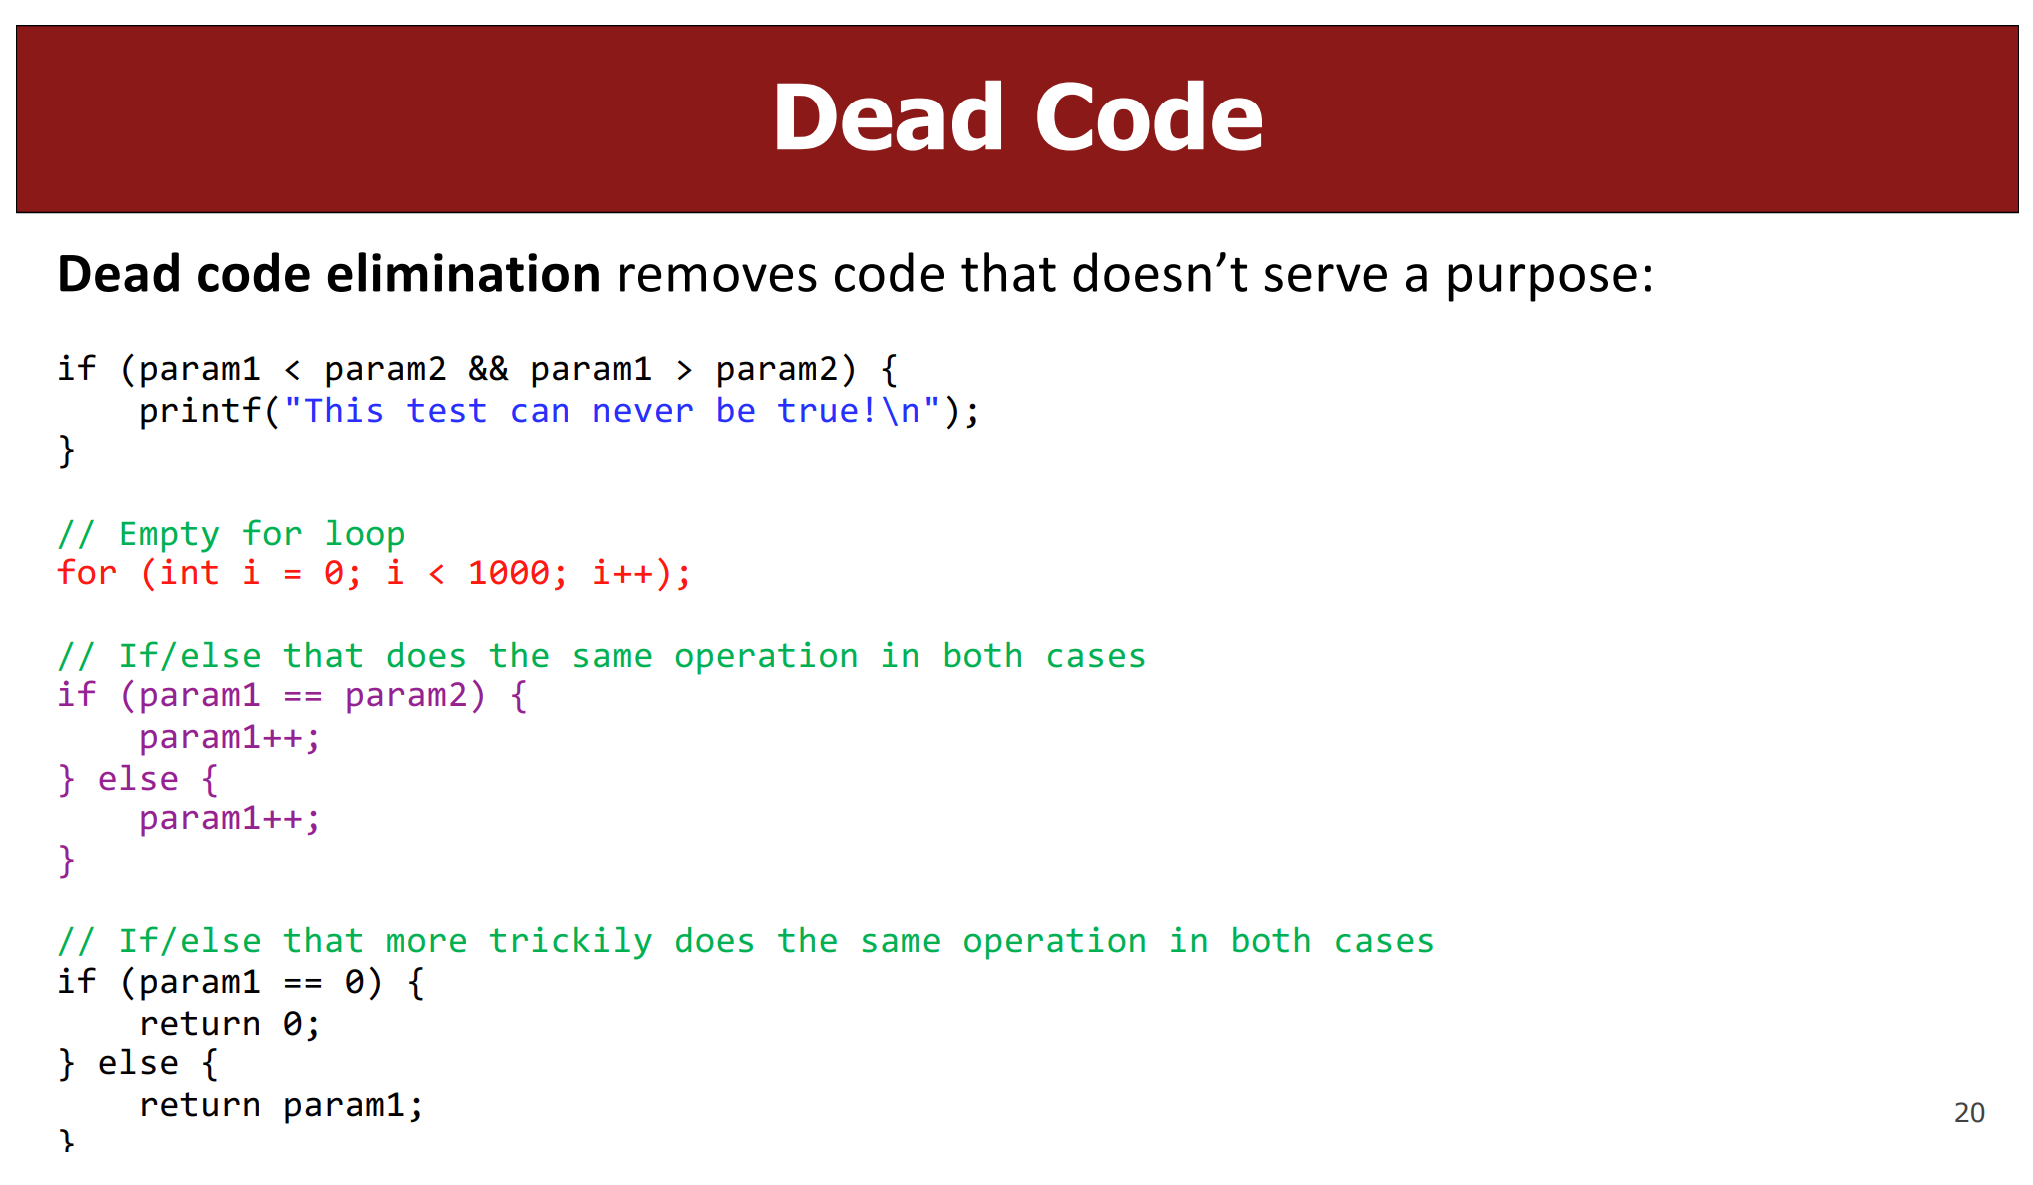 Dead Code
Dead code elimination removes code that doesn’t serve a purpose:
if (param1 < param2 && param1 > param2) {
    printf("This test can never be true!\n");
}
// Empty for loop
for (int i = 0; i < 1000; i++);
// If/else that does the same operation in both cases
if (param1 == param2) {
    param1++;
} else {
    param1++;
}
// If/else that more trickily does the same operation in both cases
if (param1 == 0) {
    return 0;
} else {
    return param1;
}
20